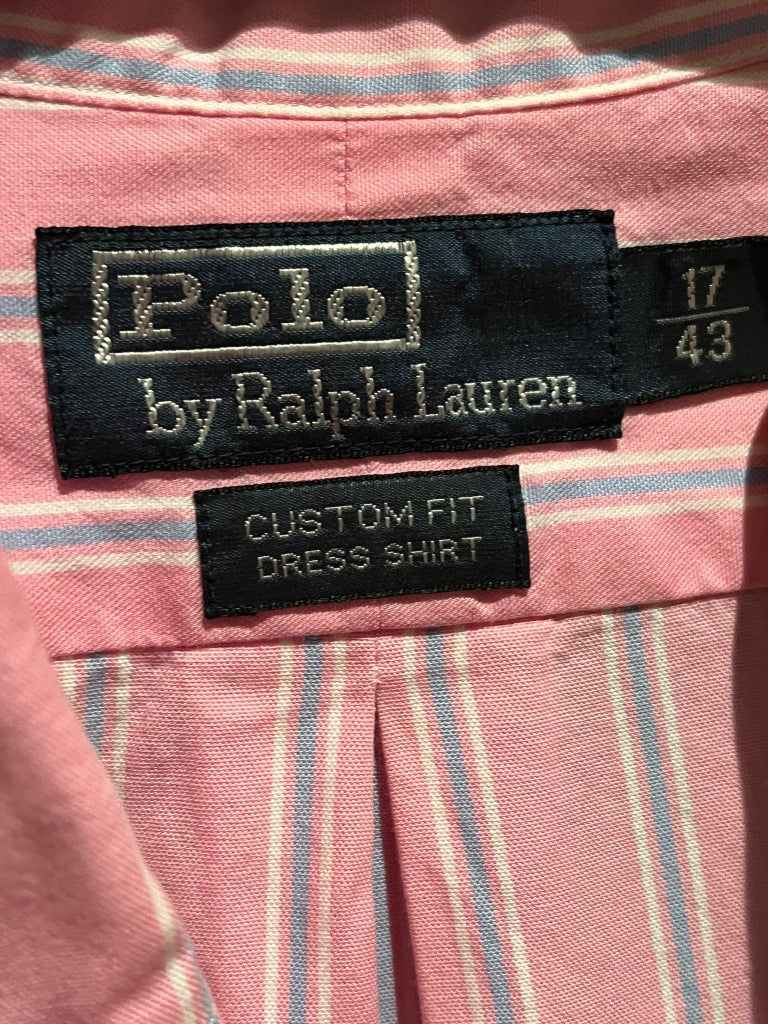 Polo
by Ralph Lauren
17
43
CUSTOM FIT
DRESS SHIRT